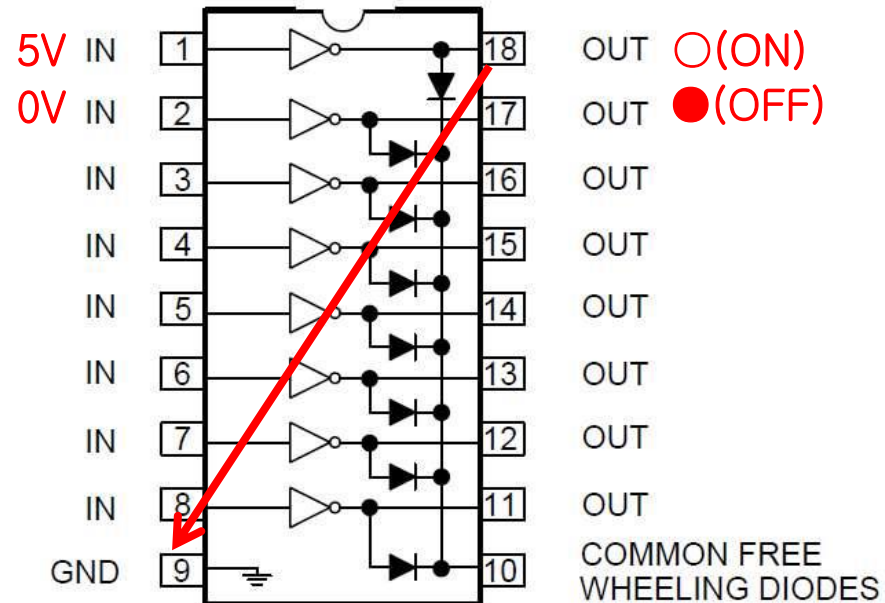 5V IN 1 18 OUT ○(ON)
0V IN 2 17 OUT ●(OFF)
IN 3 16 OUT
IN 4 15 OUT
IN 5 14 OUT
IN 6 13 OUT
IN 7 12 OUT
IN 8 11 OUT
GND 9 10 COMMON FREE
WHEELING DIODES